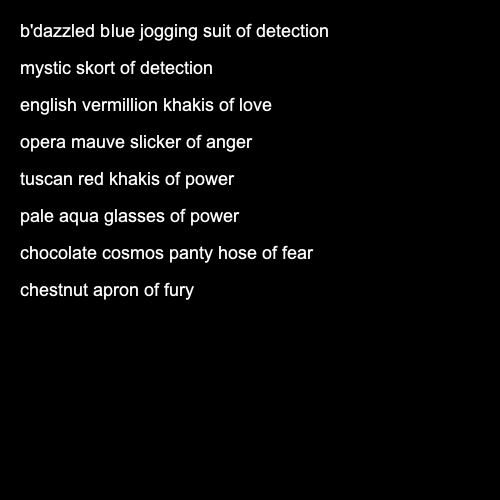 b'dazzled blue jogging suit of detection
mystic skort of detection
english vermillion khakis of love
opera mauve slicker of anger
tuscan red khakis of power
pale aqua glasses of power
chocolate cosmos panty hose of fear
chestnut apron of fury